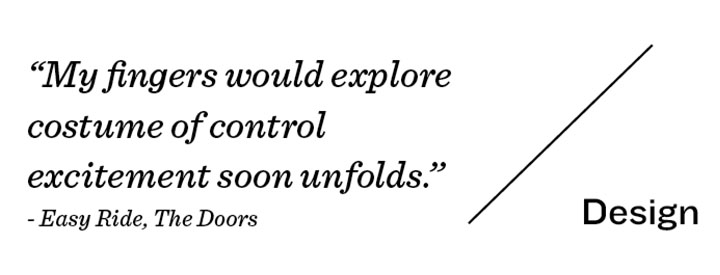 “My fingers would explore
costume of control
excitement soon unfolds.”
- Easy Ride, The Doors
Design